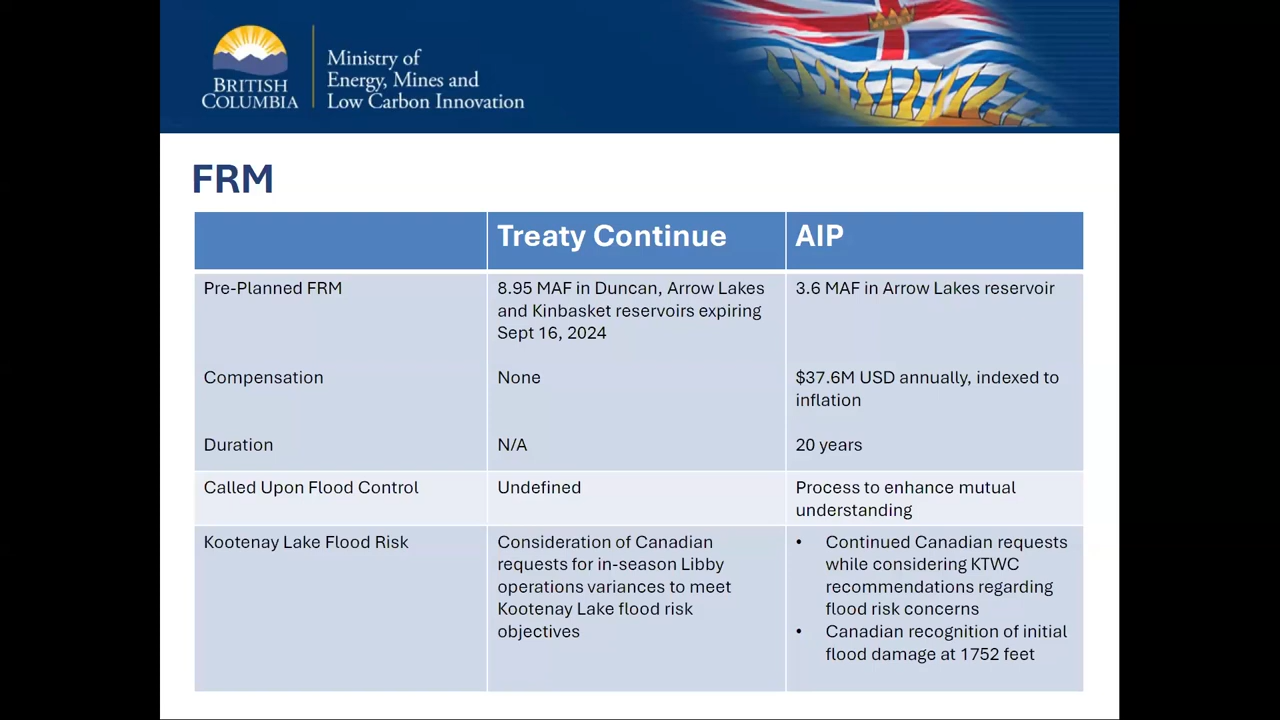 BRITISH
COLUMBIA
Ministry of
Energy, Mines and
Low Carbon Innovation
FRM
Treaty Continue
AIP
Pre-Planned FRM
8.95 MAF in Duncan, Arrow Lakes
and Kinbasket reservoirs expiring
Sept 16, 2024
3.6 MAF in Arrow Lakes reservoir
Compensation
None
$37.6M USD annually, indexed to
inflation
Duration
N/A
20 years
Called Upon Flood Control
Undefined
Process to enhance mutual
understanding
Kootenay Lake Flood Risk
Consideration of Canadian
requests for in-season Libby
operations variances to meet
Kootenay Lake flood risk
objectives
• Continued Canadian requests
while considering KTWC
recommendations regarding
flood risk concerns
• Canadian recognition of initial
flood damage at 1752 feet